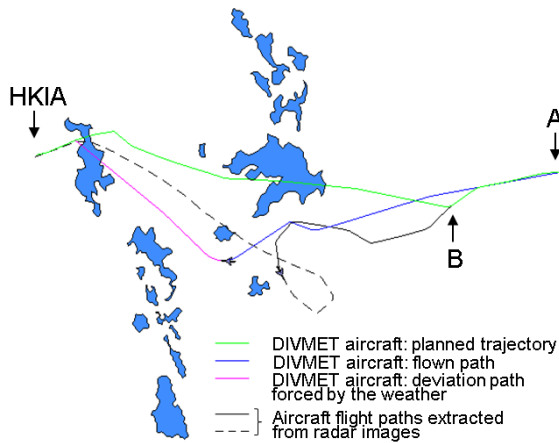 HKIA
A
B
DIVMET aircraft: planned trajectory
DIVMET aircraft: flown path
DIVMET aircraft: deviation path
forced by the weather
Aircraft flight paths extracted
from radar images